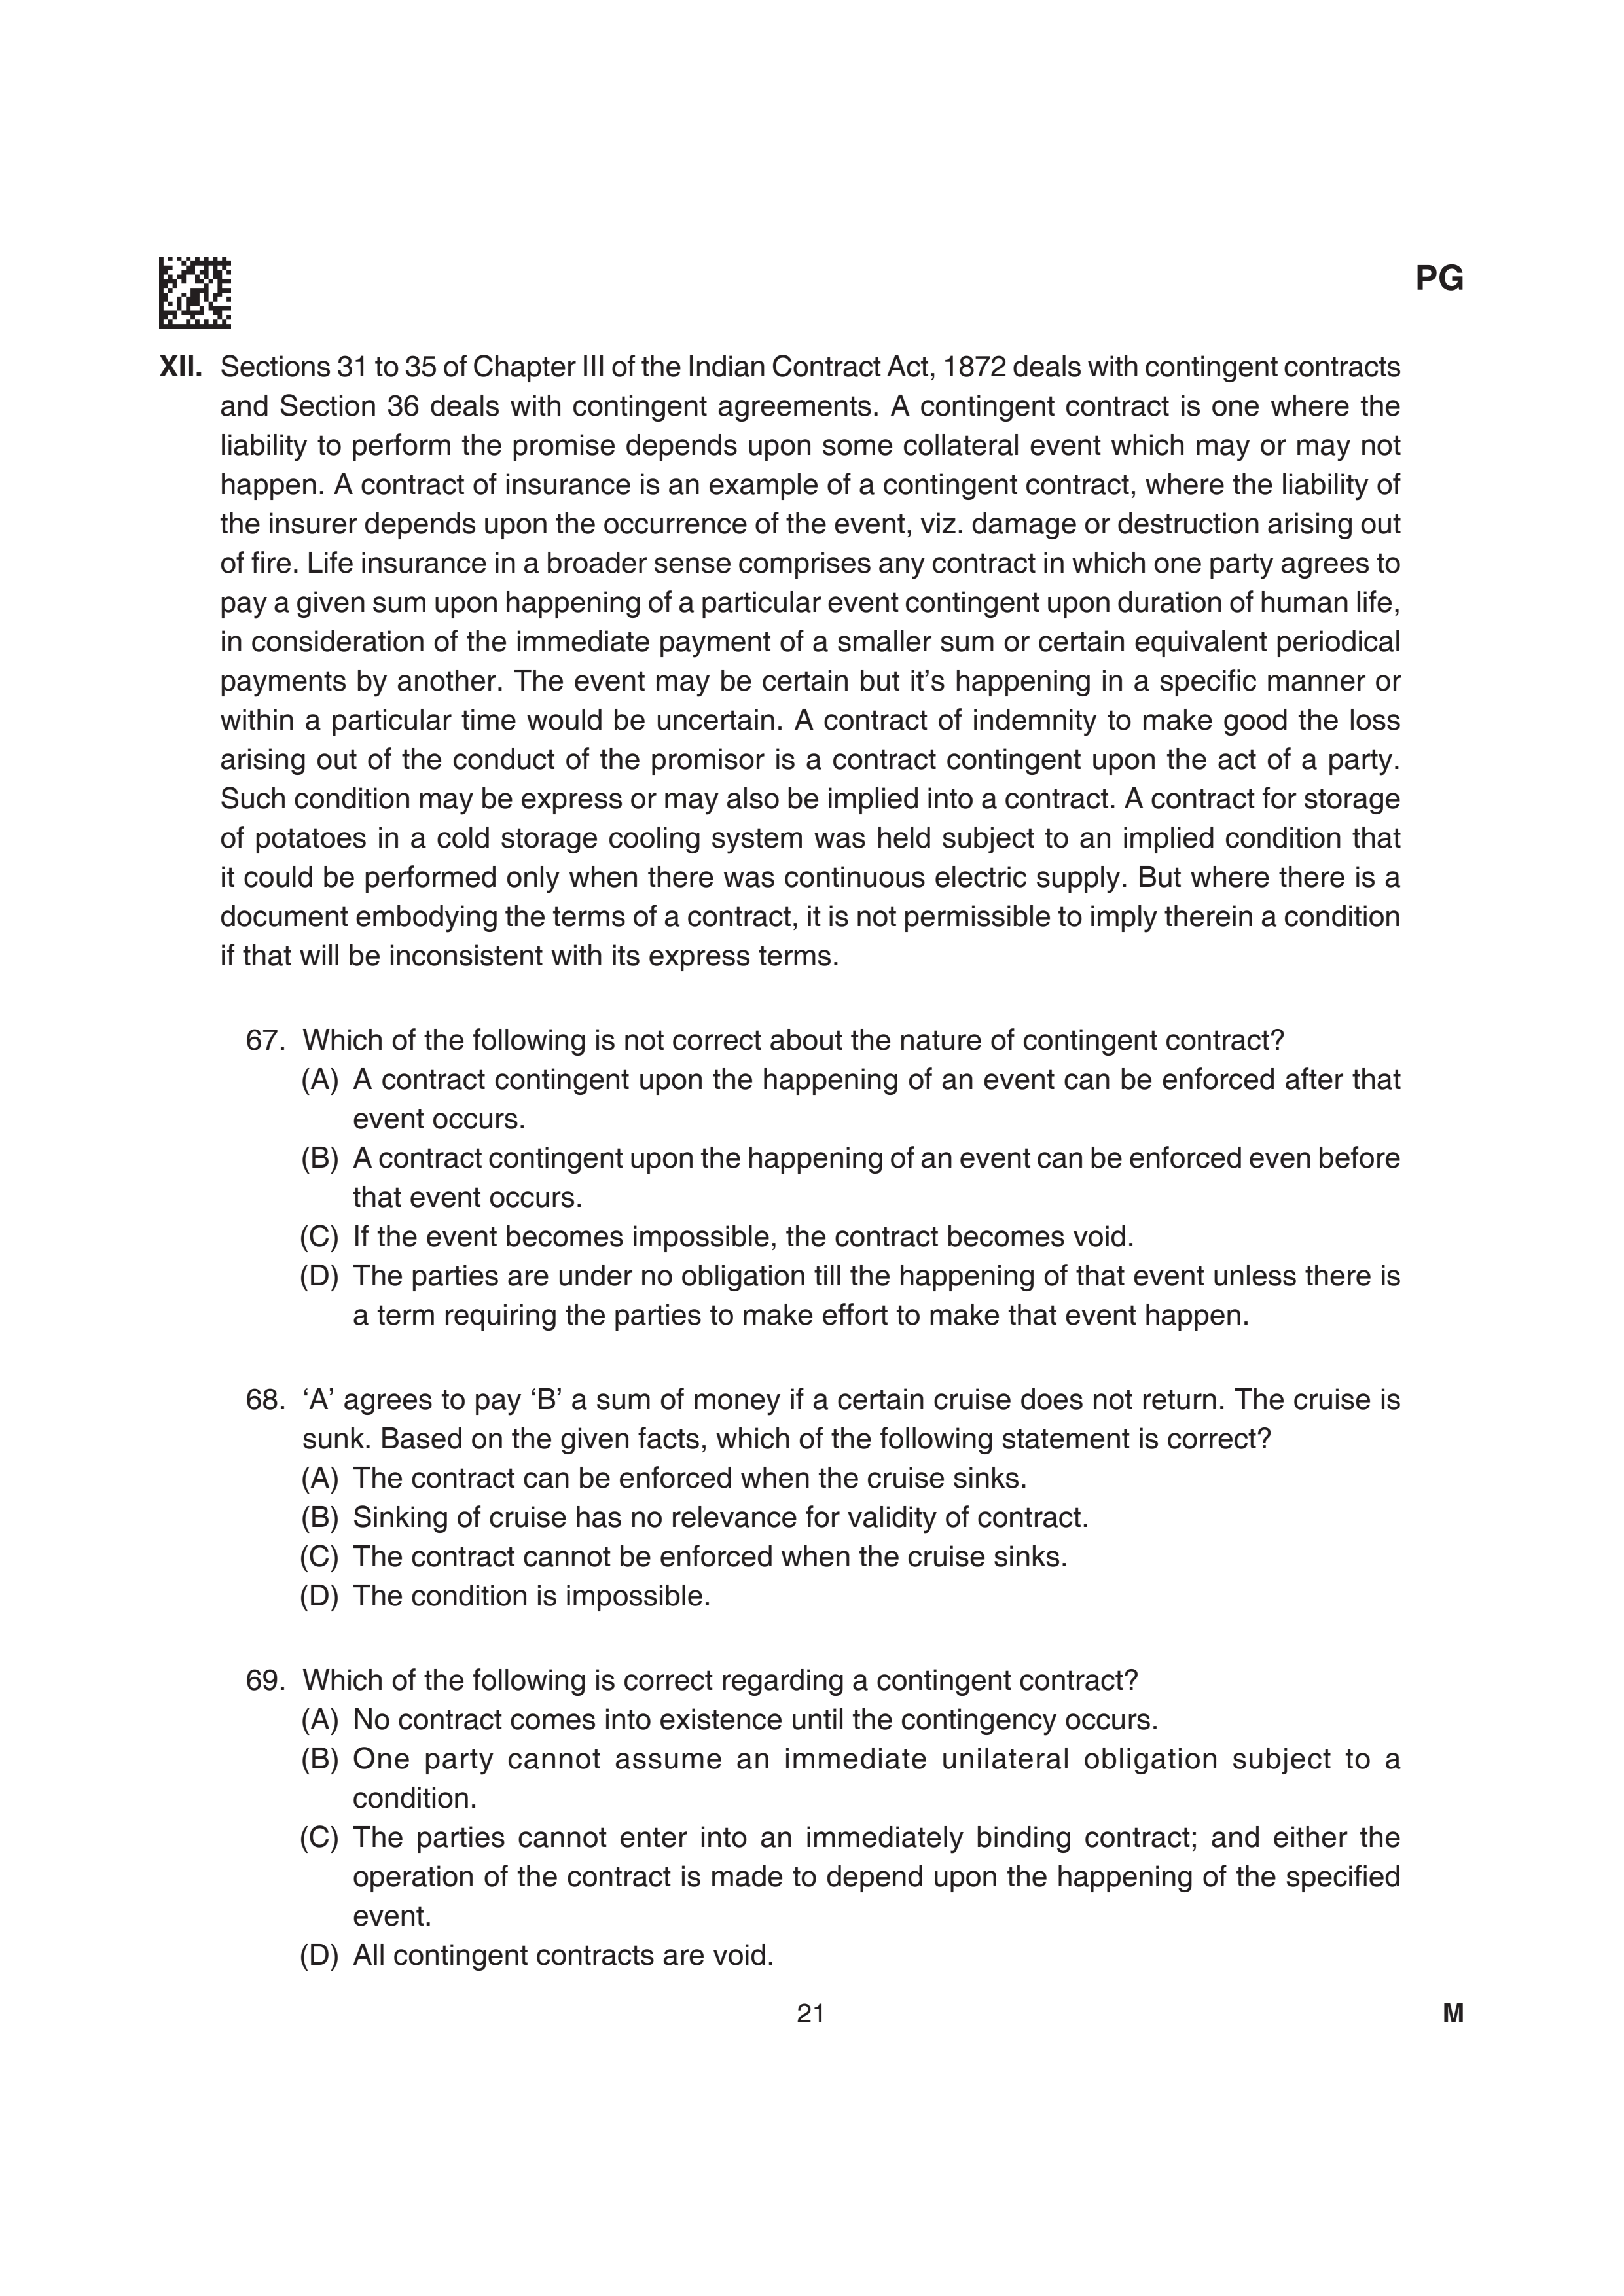 PG
XII. Sections 31 to 35 of Chapter III of the Indian Contract Act, 1872 deals with contingent contracts
and Section 36 deals with contingent agreements. A contingent contract is one where the
liability to perform the promise depends upon some collateral event which may or may not
happen. A contract of insurance is an example of a contingent contract, where the liability of
the insurer depends upon the occurrence of the event, viz. damage or destruction arising out
of fire. Life insurance in a broader sense comprises any contract in which one party agrees to
pay a given sum upon happening of a particular event contingent upon duration of human life,
in consideration of the immediate payment of a smaller sum or certain equivalent periodical
payments by another. The event may be certain but it’s happening in a specific manner or
within a particular time would be uncertain. A contract of indemnity to make good the loss
arising out of the conduct of the promisor is a contract contingent upon the act of a party.
Such condition may be express or may also be implied into a contract. A contract for storage
of potatoes in a cold storage cooling system was held subject to an implied condition that
it could be performed only when there was continuous electric supply. But where there is a
document embodying the terms of a contract, it is not permissible to imply therein a condition
if that will be inconsistent with its express terms.
67. Which of the following is not correct about the nature of contingent contract?
(A) A contract contingent upon the happening of an event can be enforced after that
event occurs.
(B) A contract contingent upon the happening of an event can be enforced even before
that event occurs.
(C) If the event becomes impossible, the contract becomes void.
(D) The parties are under no obligation till the happening of that event unless there is
a term requiring the parties to make effort to make that event happen.
68. ‘A’ agrees to pay ‘B’ a sum of money if a certain cruise does not return. The cruise is
sunk. Based on the given facts, which of the following statement is correct?
(A) The contract can be enforced when the cruise sinks.
(B) Sinking of cruise has no relevance for validity of contract.
(C) The contract cannot be enforced when the cruise sinks.
(D) The condition is impossible.
69. Which of the following is correct regarding a contingent contract?
(A) No contract comes into existence until the contingency occurs.
(B) One party cannot assume an immediate unilateral obligation subject to a
condition.
(C) The parties cannot enter into an immediately binding contract; and either the
operation of the contract is made to depend upon the happening of the specified
event.
(D) All contingent contracts are void.
21
M